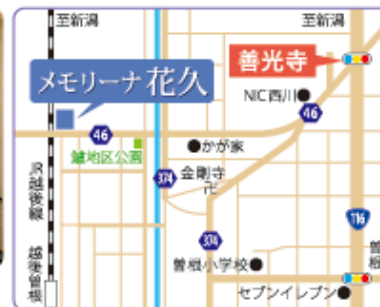 至新潟
至新潟
善光寺
メモリーナ花久
NIC西川
46
46
かが家
鱸地区公園
金剛寺
374
JR越後線
116
374
越後曽根
曽根小学校
曽根
セブンイレブン